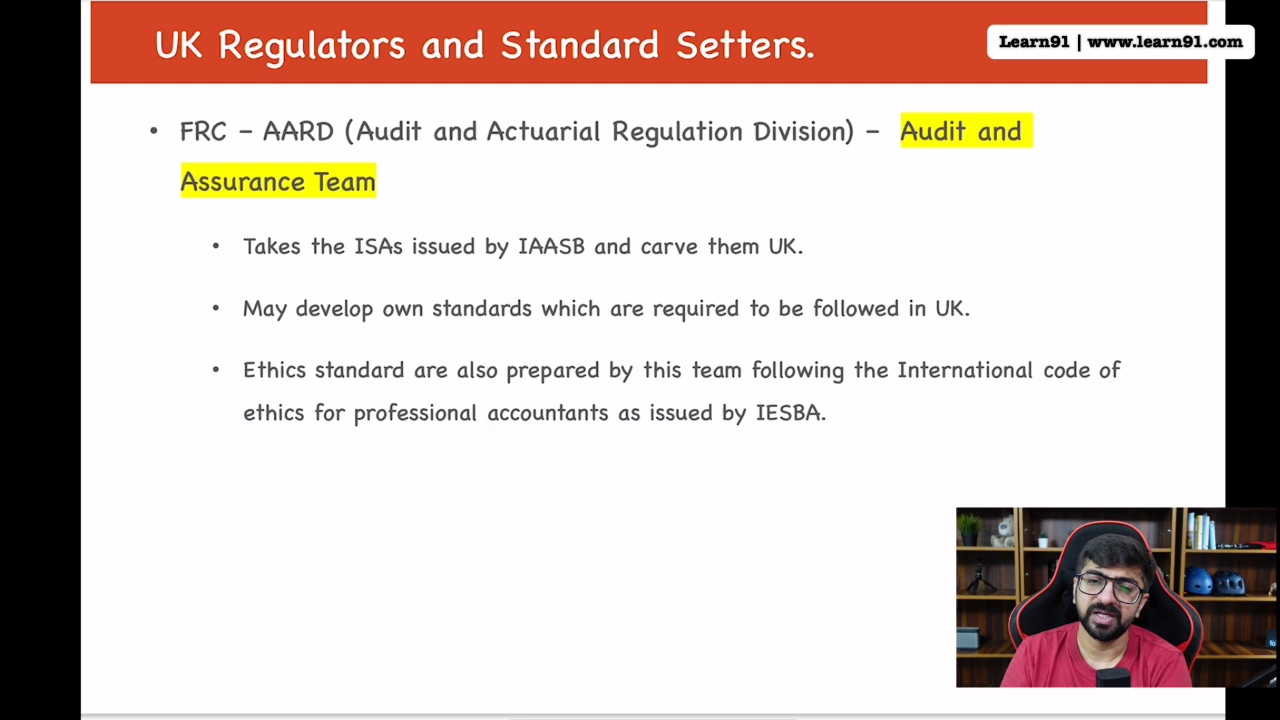 UK Regulators and Standard Setters.
Learn91 | www.learn91.com
• FRC – AARD (Audit and Actuarial Regulation Division) – Audit and
Assurance Team
• Takes the ISAs issued by IAASB and carve them UK.
• May develop own standards which are required to be followed in UK.
• Ethics standard are also prepared by this team following the International code of
ethics for professional accountants as issued by IESBA.